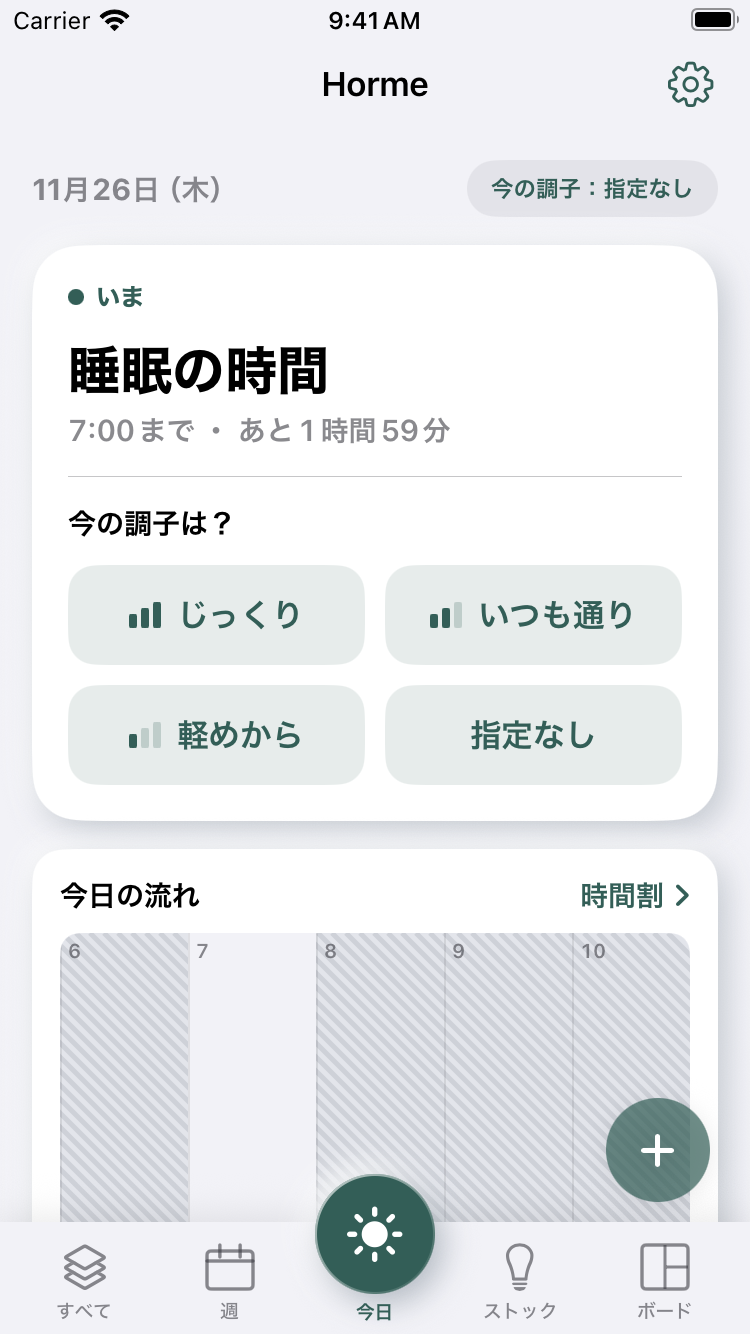 Carrier 9:41 AM
Horme
11月26日（木） 今の調子：指定なし
いま
睡眠の時間
7:00まで ・ あと1時間59分
今の調子は？
じっくり いつも通り
軽めから 指定なし
今日の流れ 時間割
6 7 8 9 10
すべて 週 今日 ストック ボード